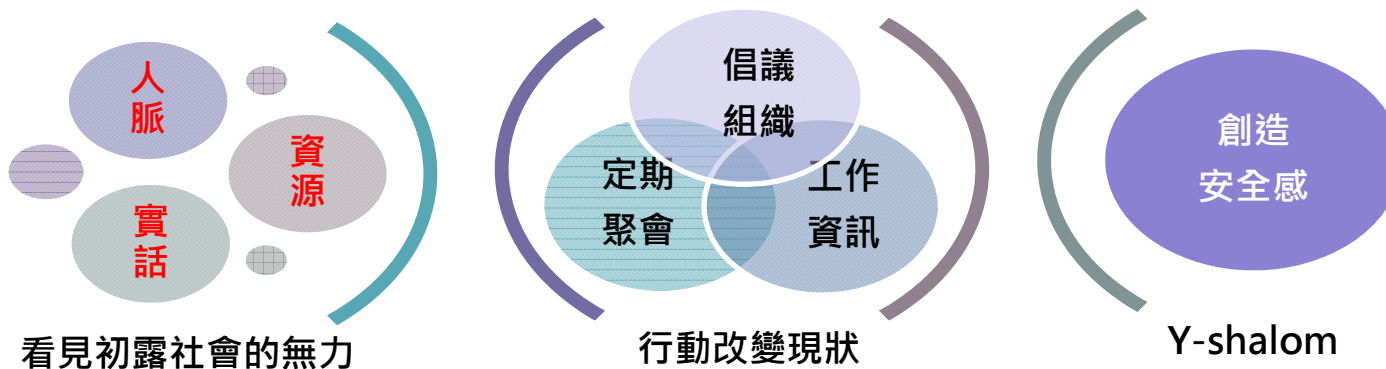 人
脈
資
源
實
話
看見初露社會的無力
倡議
組織
定期
聚會
工作
資訊
行動改變現狀
創造
安全感
Y-shalom